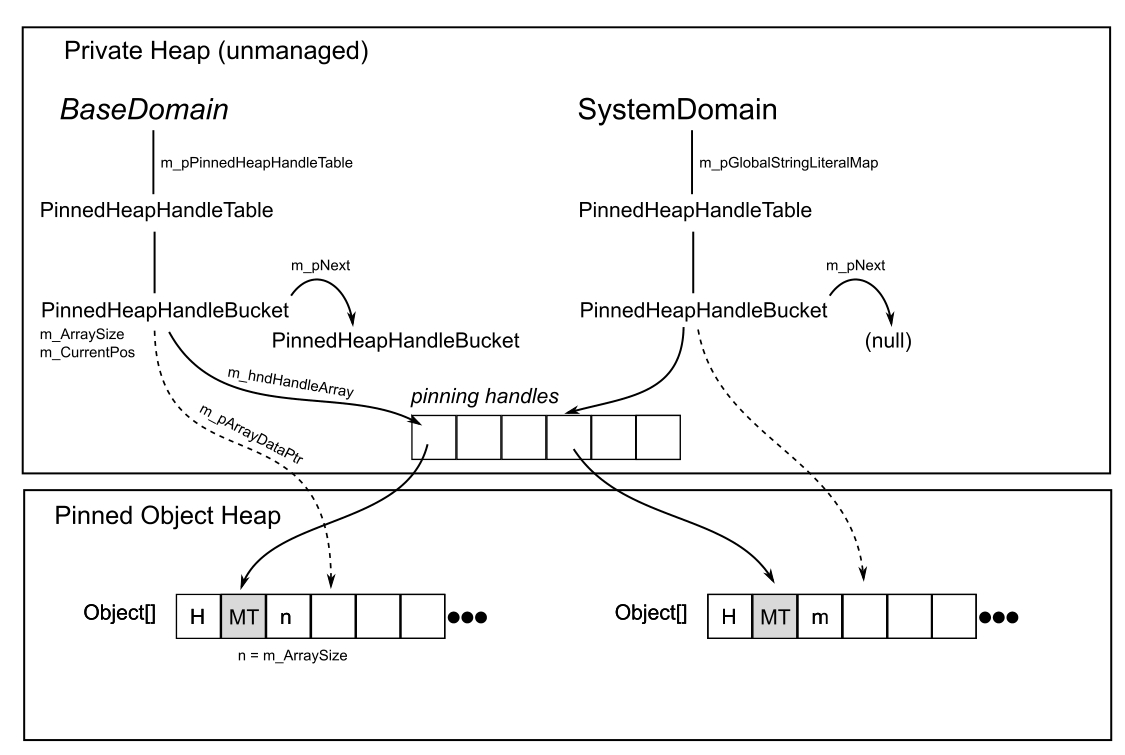 Private Heap (unmanaged)
BaseDomain
SystemDomain
m_pPinnedHeapHandleTable
m_pGlobalStringLiteralMap
PinnedHeapHandleTable
PinnedHeapHandleTable
m_pNext
m_pNext
PinnedHeapHandleBucket
PinnedHeapHandleBucket
m_ArraySize
m_CurrentPos
PinnedHeapHandleBucket
(null)
m_hndHandleArray
pinning handles
m_pArrayDataPtr
Pinned Object Heap
Object[] H MT n
Object[] H MT m
n = m_ArraySize